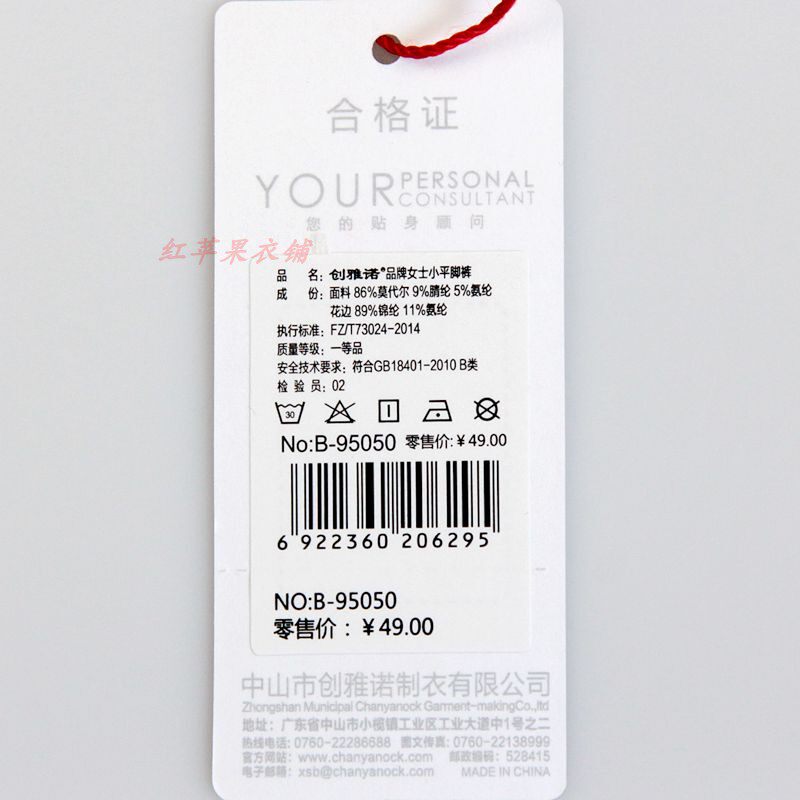 合格证
YOUR PERSONAL CONSULTANT
您的贴身顾问
红苹果衣铺
品 名：创雅诺®品牌女士小平脚裤
成 份：面料 86%莫代尔 9%腈纶 5%氨纶
花边 89%锦纶 11%氨纶
执行标准：FZ/T73024-2014
质量等级：一等品
安全技术要求：符合GB18401-2010 B类
检 验 员：02
30
No:B-95050 零售价:￥49.00
6 922360 206295
NO:B-95050
零售价：￥49.00
中山市创雅诺制衣有限公司
Zhongshan Municipal Chanyanock Garment-makingCo.,ltd
地址：广东省中山市小榄镇工业区工业大道中1号之二
热线电话：0760-22286688 图文传真：0760-22138999
官方网站：www.chanyanock.com 邮政编码：528415
电子邮箱：xsb@chanyanock.com MADE IN CHINA